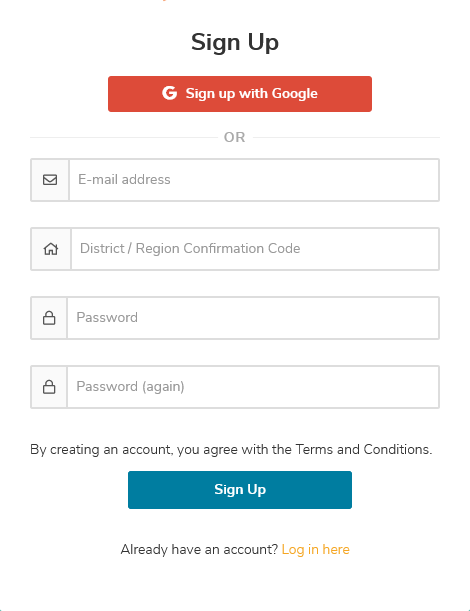 Sign Up
Sign up with Google
OR
E-mail address
District / Region Confirmation Code
Password
Password (again)
By creating an account, you agree with the Terms and Conditions.
Sign Up
Already have an account? Log in here